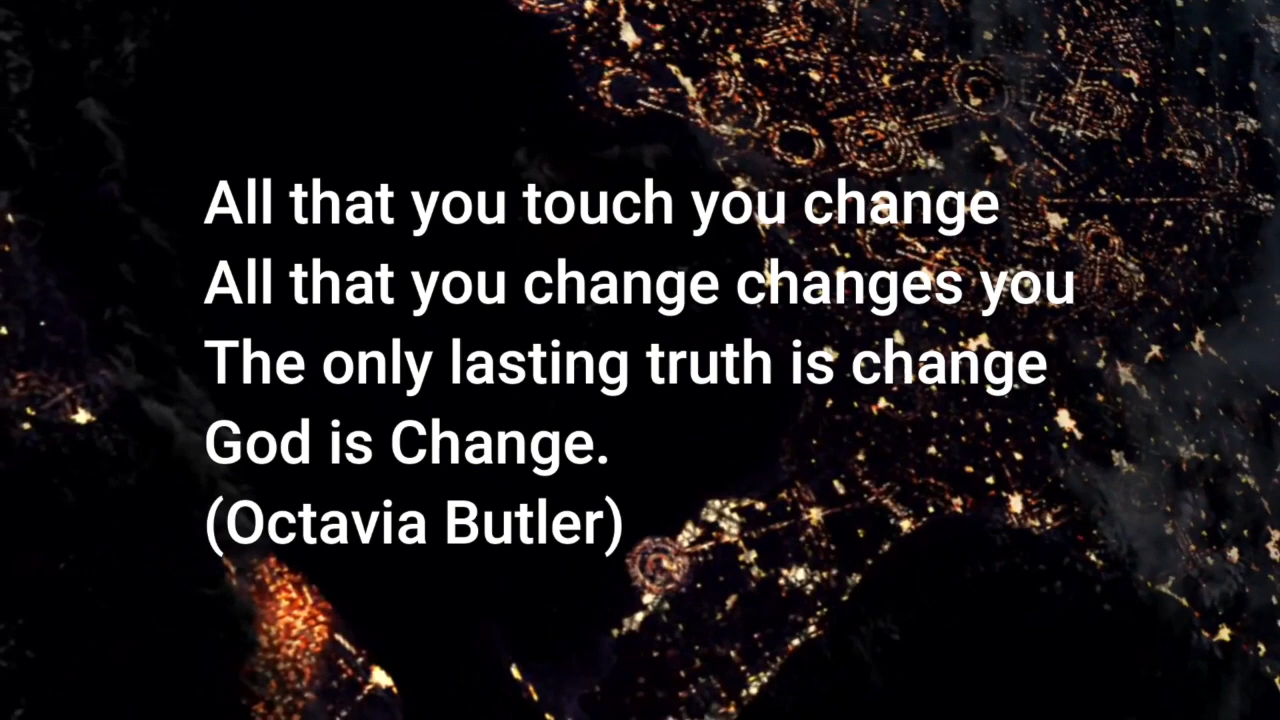 All that you touch you change
All that you change changes you
The only lasting truth is change
God is Change.
(Octavia Butler)